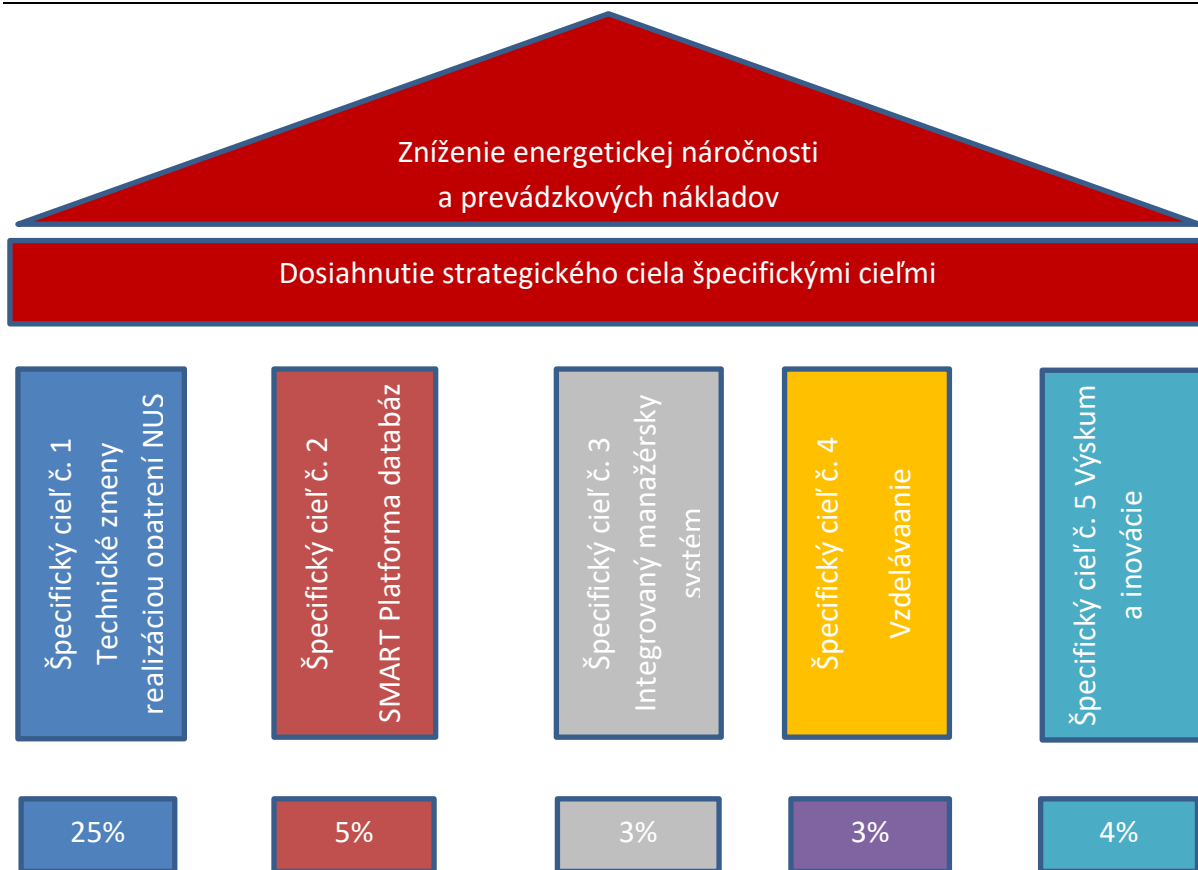 Zníženie energetickej náročnosti
a prevádzkových nákladov
Dosiahnutie strategického ciela špecifickými cieľmi
Špecifický cieľ č. 1
Technické zmeny
realizáciou opatrení NUS
Špecifický cieľ č. 2
SMART Platforma databáz
Špecifický cieľ č. 3
Integrovaný manažérsky
systém
Špecifický cieľ č. 4
Vzdelávaanie
Špecifický cieľ č. 5 Výskum
a inovácie
25%
5%
3%
3%
4%